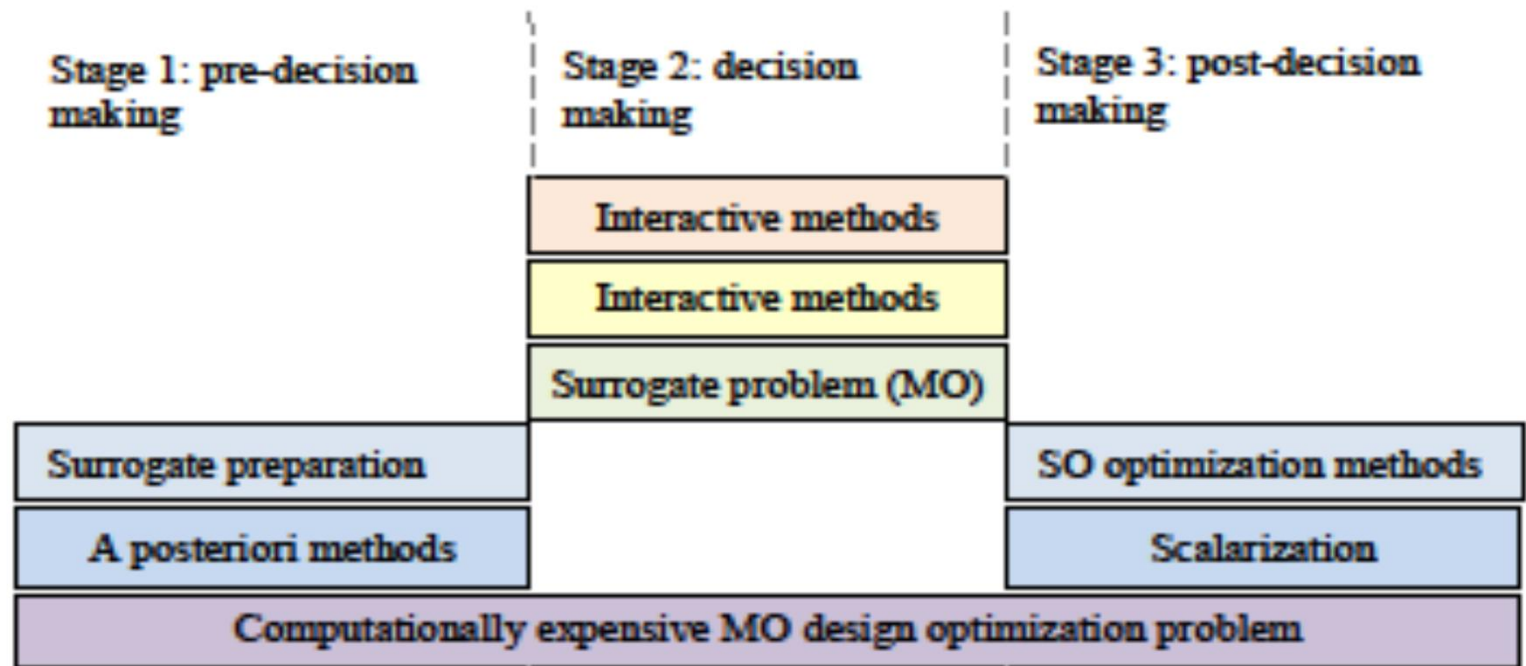 Stage 1: pre-decision
making
Stage 2: decision
making
Stage 3: post-decision
making
Interactive methods
Interactive methods
Surrogate problem (MO)
Surrogate preparation
SO optimization methods
A posteriori methods
Scalarization
Computationally expensive MO design optimization problem